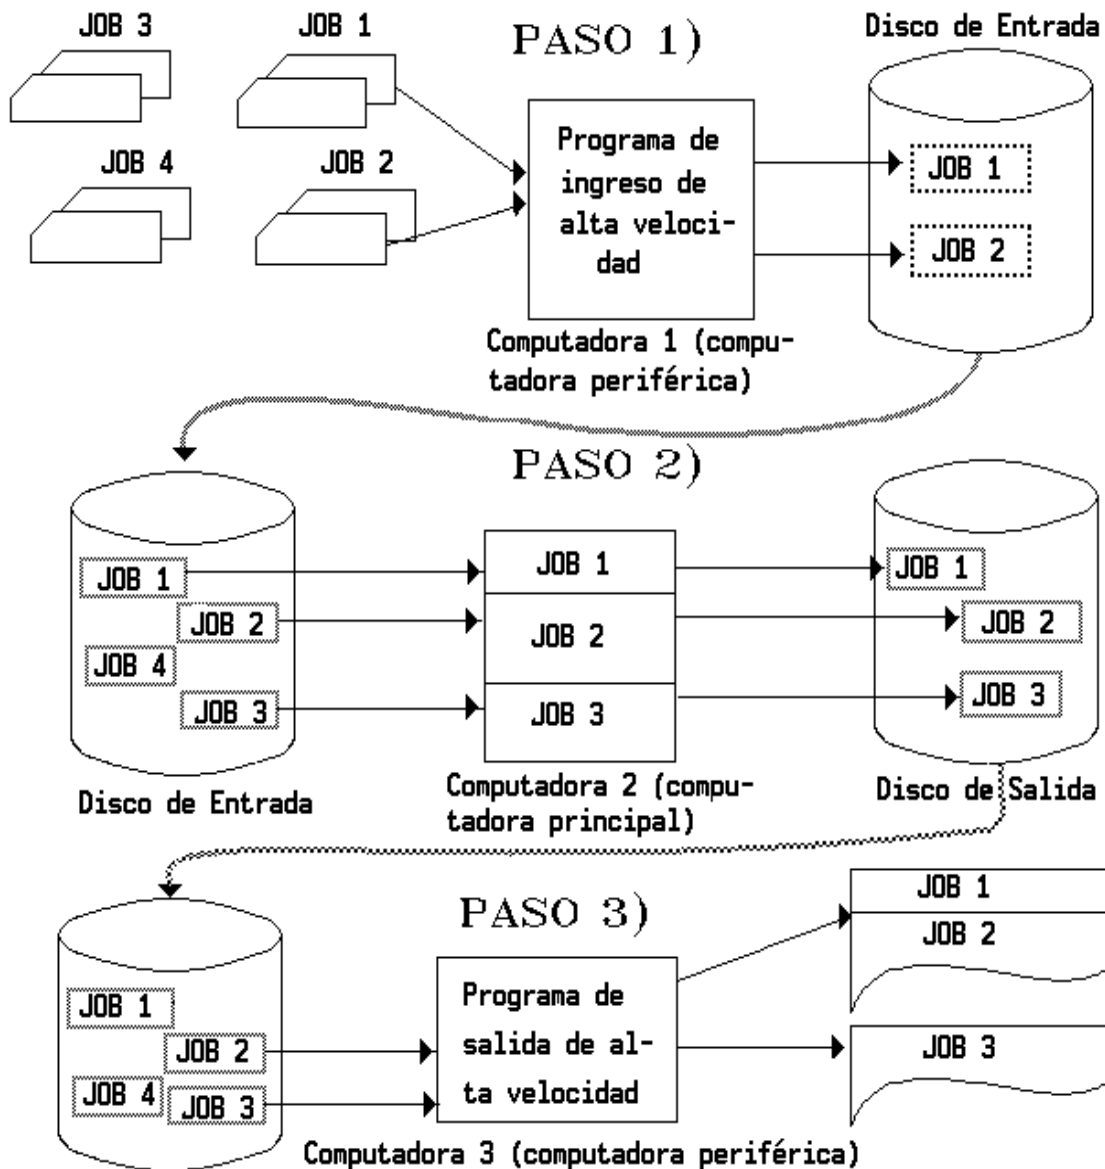 JOB 3
JOB 1
PASO 1)
Disco de Entrada
Programa de
ingreso de
alta veloci-
dad
JOB 1
JOB 4
JOB 2
JOB 2
Computadora 1 (compu-
tadora periférica)
PASO 2)
JOB 1
JOB 1
JOB 1
JOB 2
JOB 2
JOB 2
JOB 4
JOB 3
JOB 3
JOB 3
Disco de Entrada
Computadora 2 (compu-
tadora principal)
Disco de Salida
PASO 3)
JOB 1
JOB 2
JOB 1
Programa de
salida de al-
ta velocidad
JOB 2
JOB 3
JOB 4
JOB 3
Computadora 3 (computadora periférica)